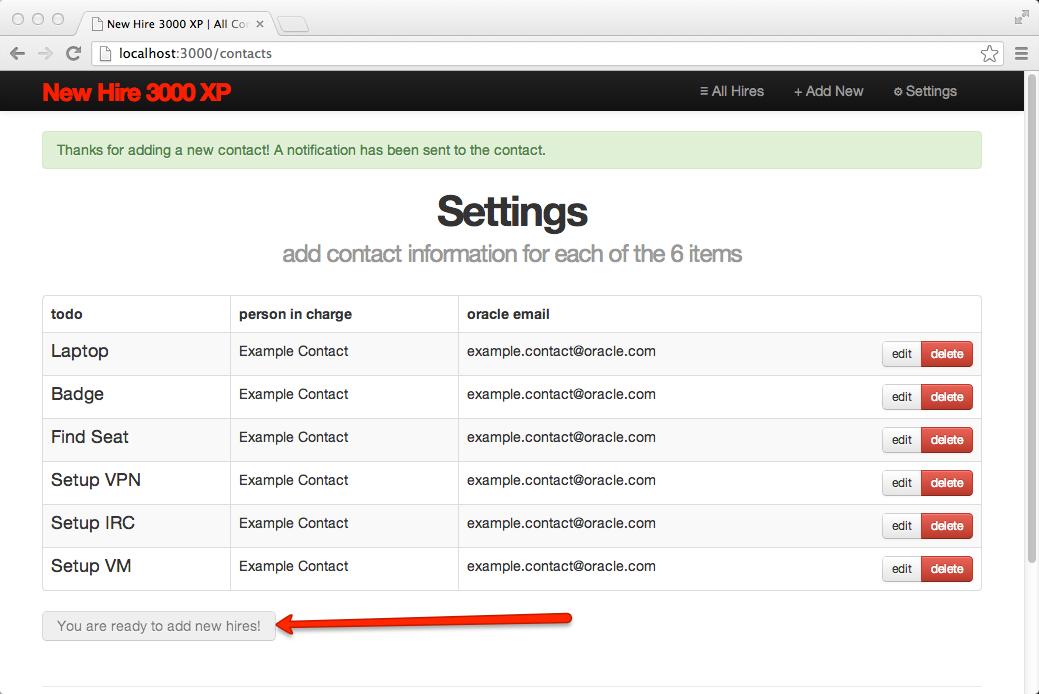 New Hire 3000 XP | All Co
localhost:3000/contacts
New Hire 3000 XP
≡ All Hires
+ Add New
⚙ Settings
Thanks for adding a new contact! A notification has been sent to the contact.
Settings
add contact information for each of the 6 items
todo person in charge oracle email
Laptop Example Contact example.contact@oracle.com edit delete
Badge Example Contact example.contact@oracle.com edit delete
Find Seat Example Contact example.contact@oracle.com edit delete
Setup VPN Example Contact example.contact@oracle.com edit delete
Setup IRC Example Contact example.contact@oracle.com edit delete
Setup VM Example Contact example.contact@oracle.com edit delete
You are ready to add new hires!